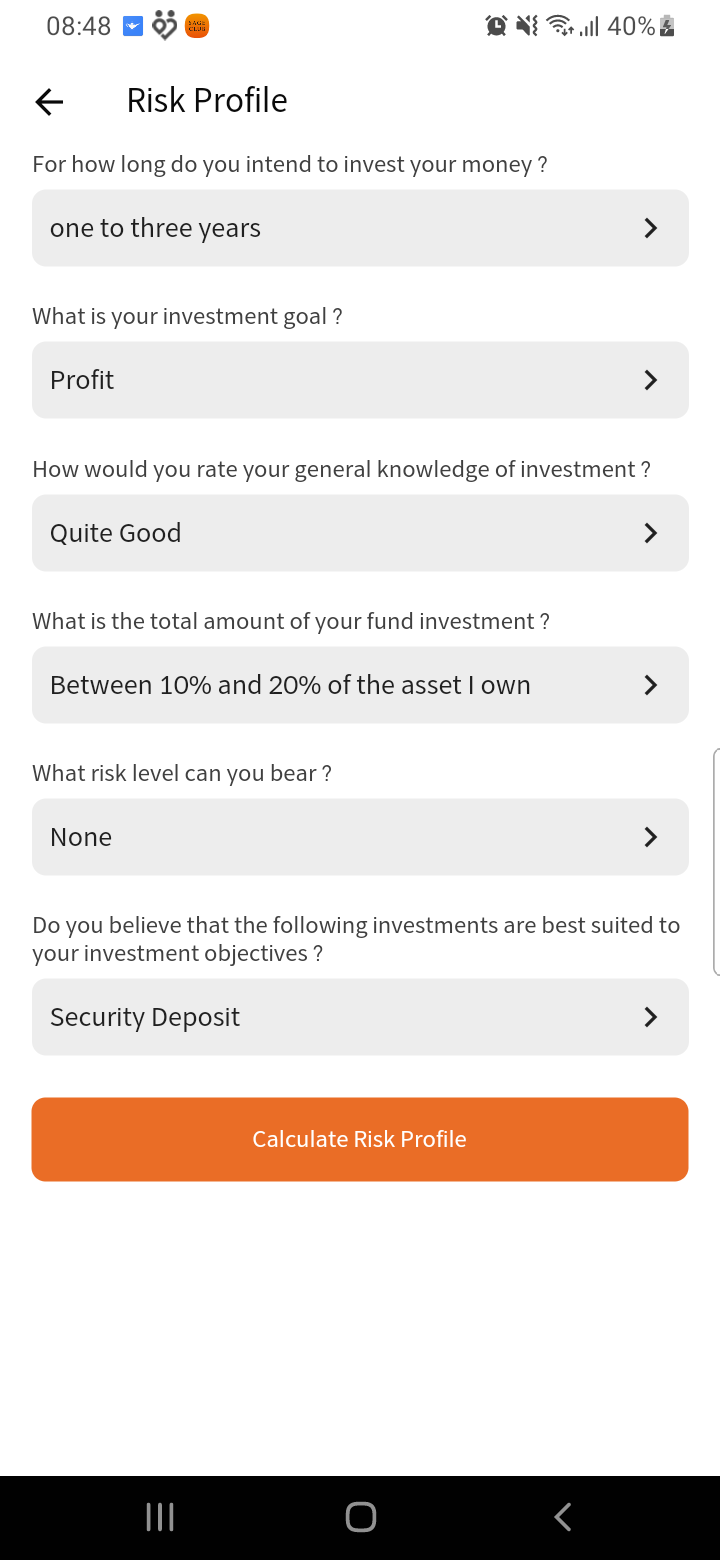 08:48
SAGE
CLUB
40%
Risk Profile
For how long do you intend to invest your money ?
one to three years
What is your investment goal ?
Profit
How would you rate your general knowledge of investment ?
Quite Good
What is the total amount of your fund investment ?
Between 10% and 20% of the asset I own
What risk level can you bear ?
None
Do you believe that the following investments are best suited to
your investment objectives ?
Security Deposit
Calculate Risk Profile